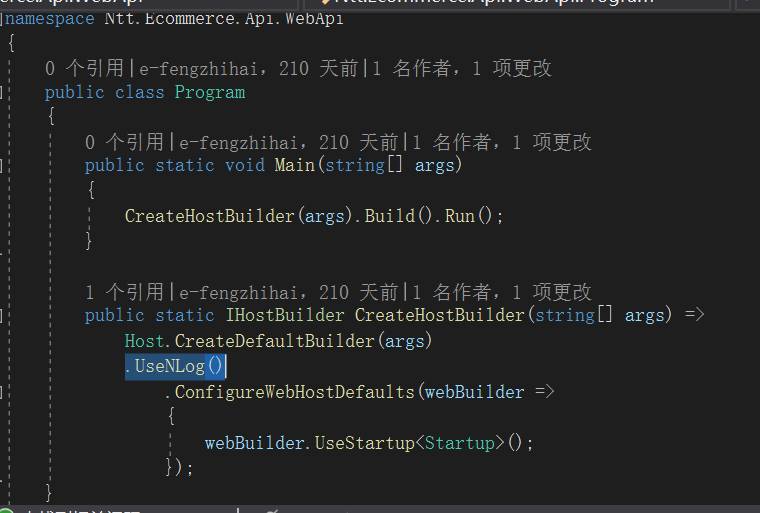 namespace Ntt.Ecommerce.Api.WebApi
{
0 个引用|e-fengzhihai，210 天前|1 名作者，1 项更改
public class Program
{
0 个引用|e-fengzhihai，210 天前|1 名作者，1 项更改
public static void Main(string[] args)
{
CreateHostBuilder(args).Build().Run();
}
1 个引用|e-fengzhihai，210 天前|1 名作者，1 项更改
public static IHostBuilder CreateHostBuilder(string[] args) =>
Host.CreateDefaultBuilder(args)
.UseNLog()
.ConfigureWebHostDefaults(webBuilder =>
{
webBuilder.UseStartup<Startup>();
});
}